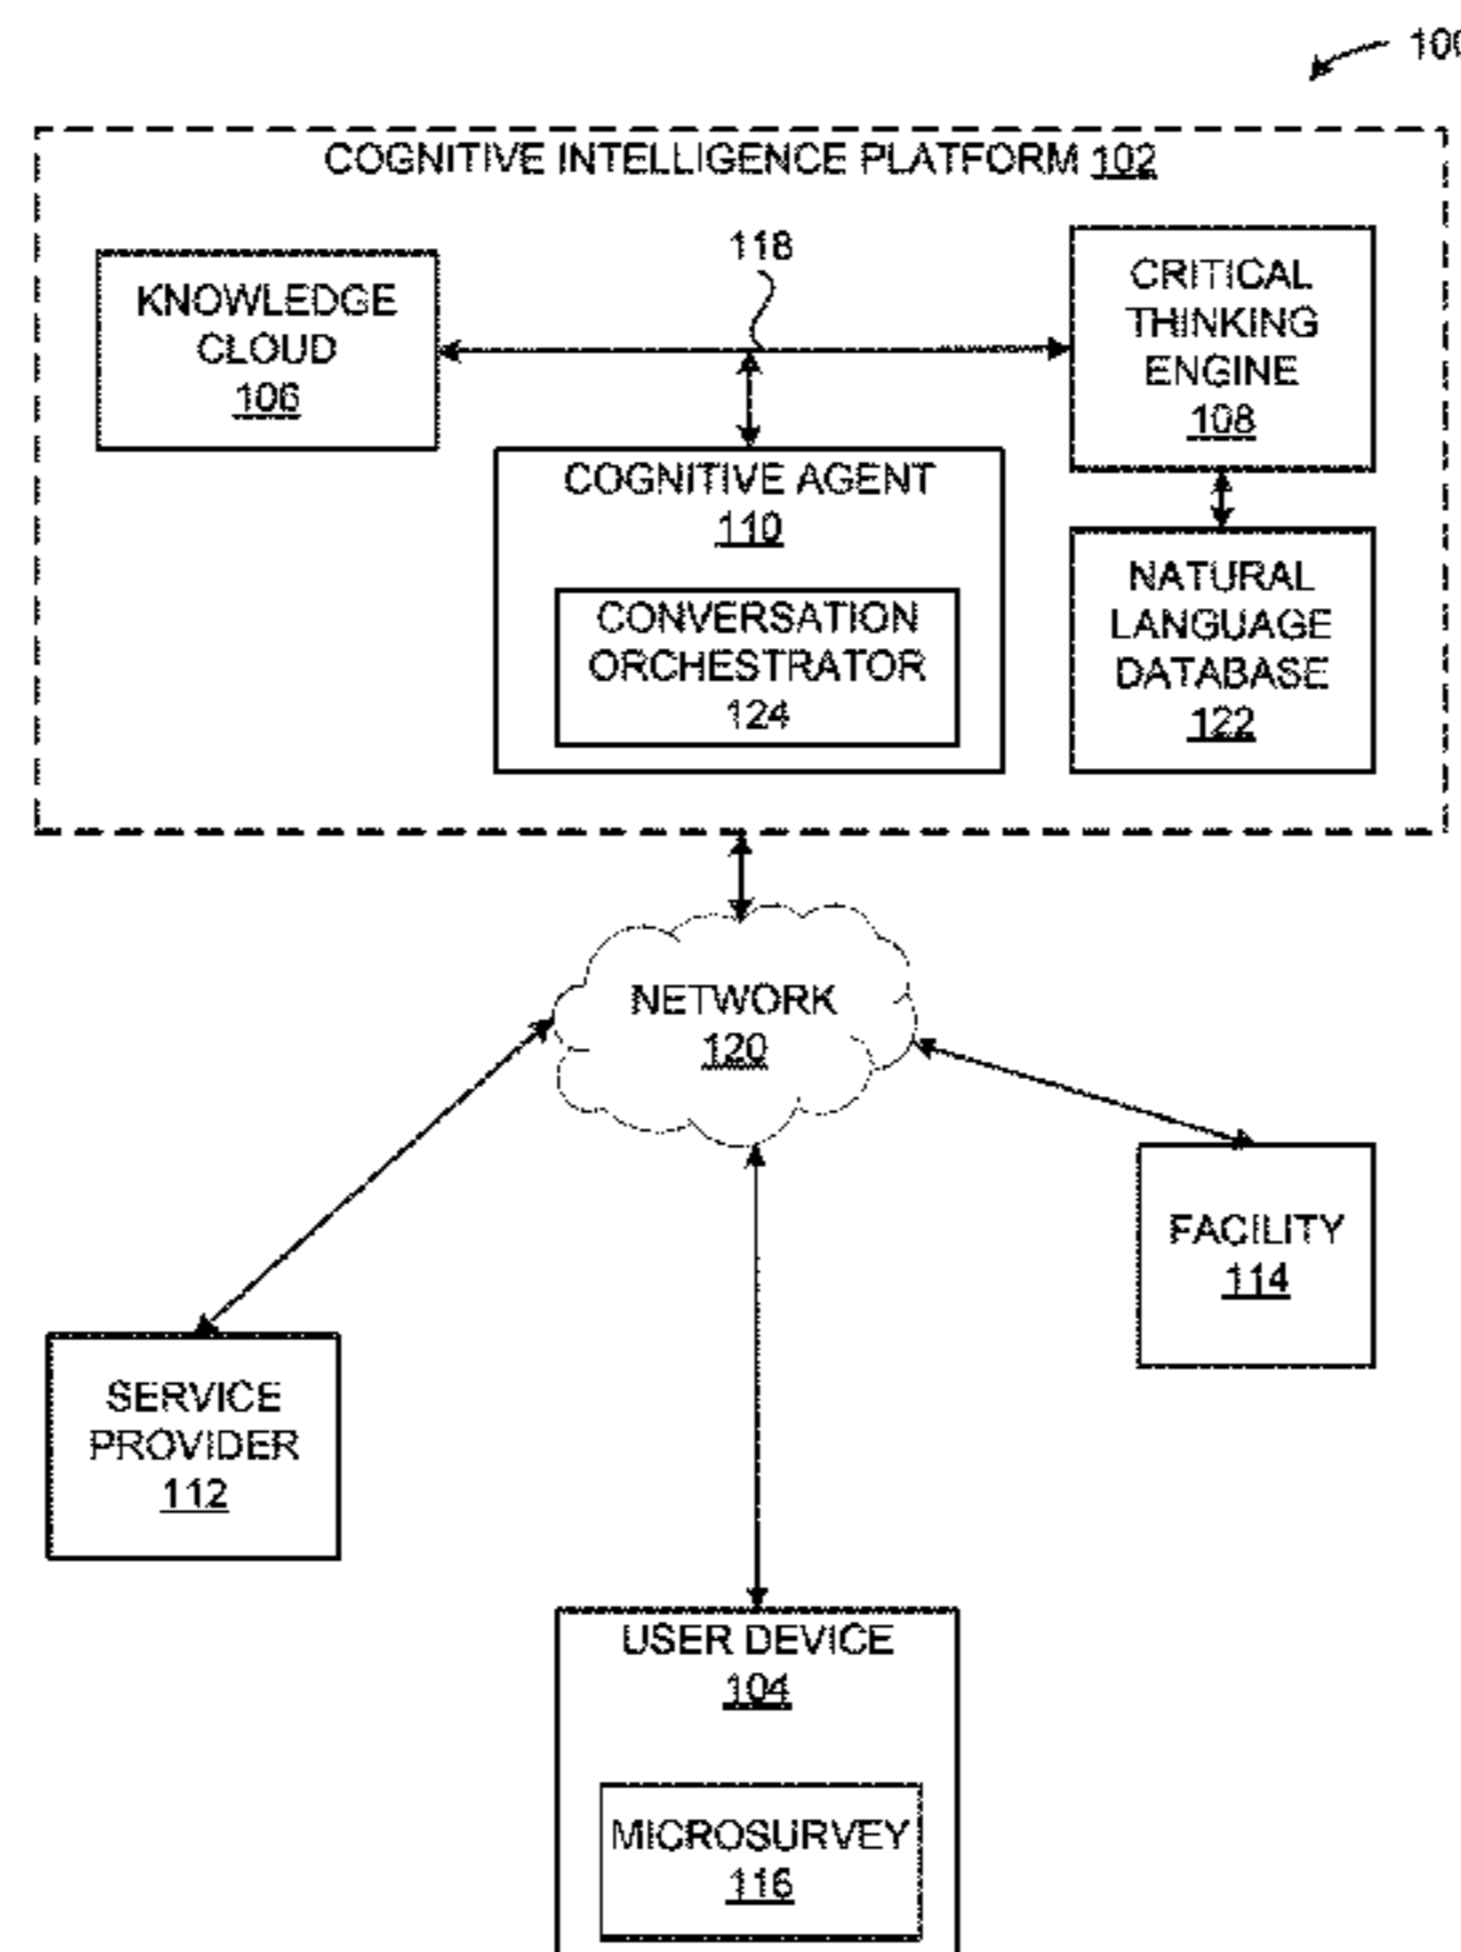 100
COGNITIVE INTELLIGENCE PLATFORM 102
118
KNOWLEDGE
CLOUD
106
CRITICAL
THINKING
ENGINE
108
COGNITIVE AGENT
110
CONVERSATION
ORCHESTRATOR
124
NATURAL
LANGUAGE
DATABASE
122
NETWORK
120
FACILITY
114
SERVICE
PROVIDER
112
USER DEVICE
104
MICROSURVEY
116